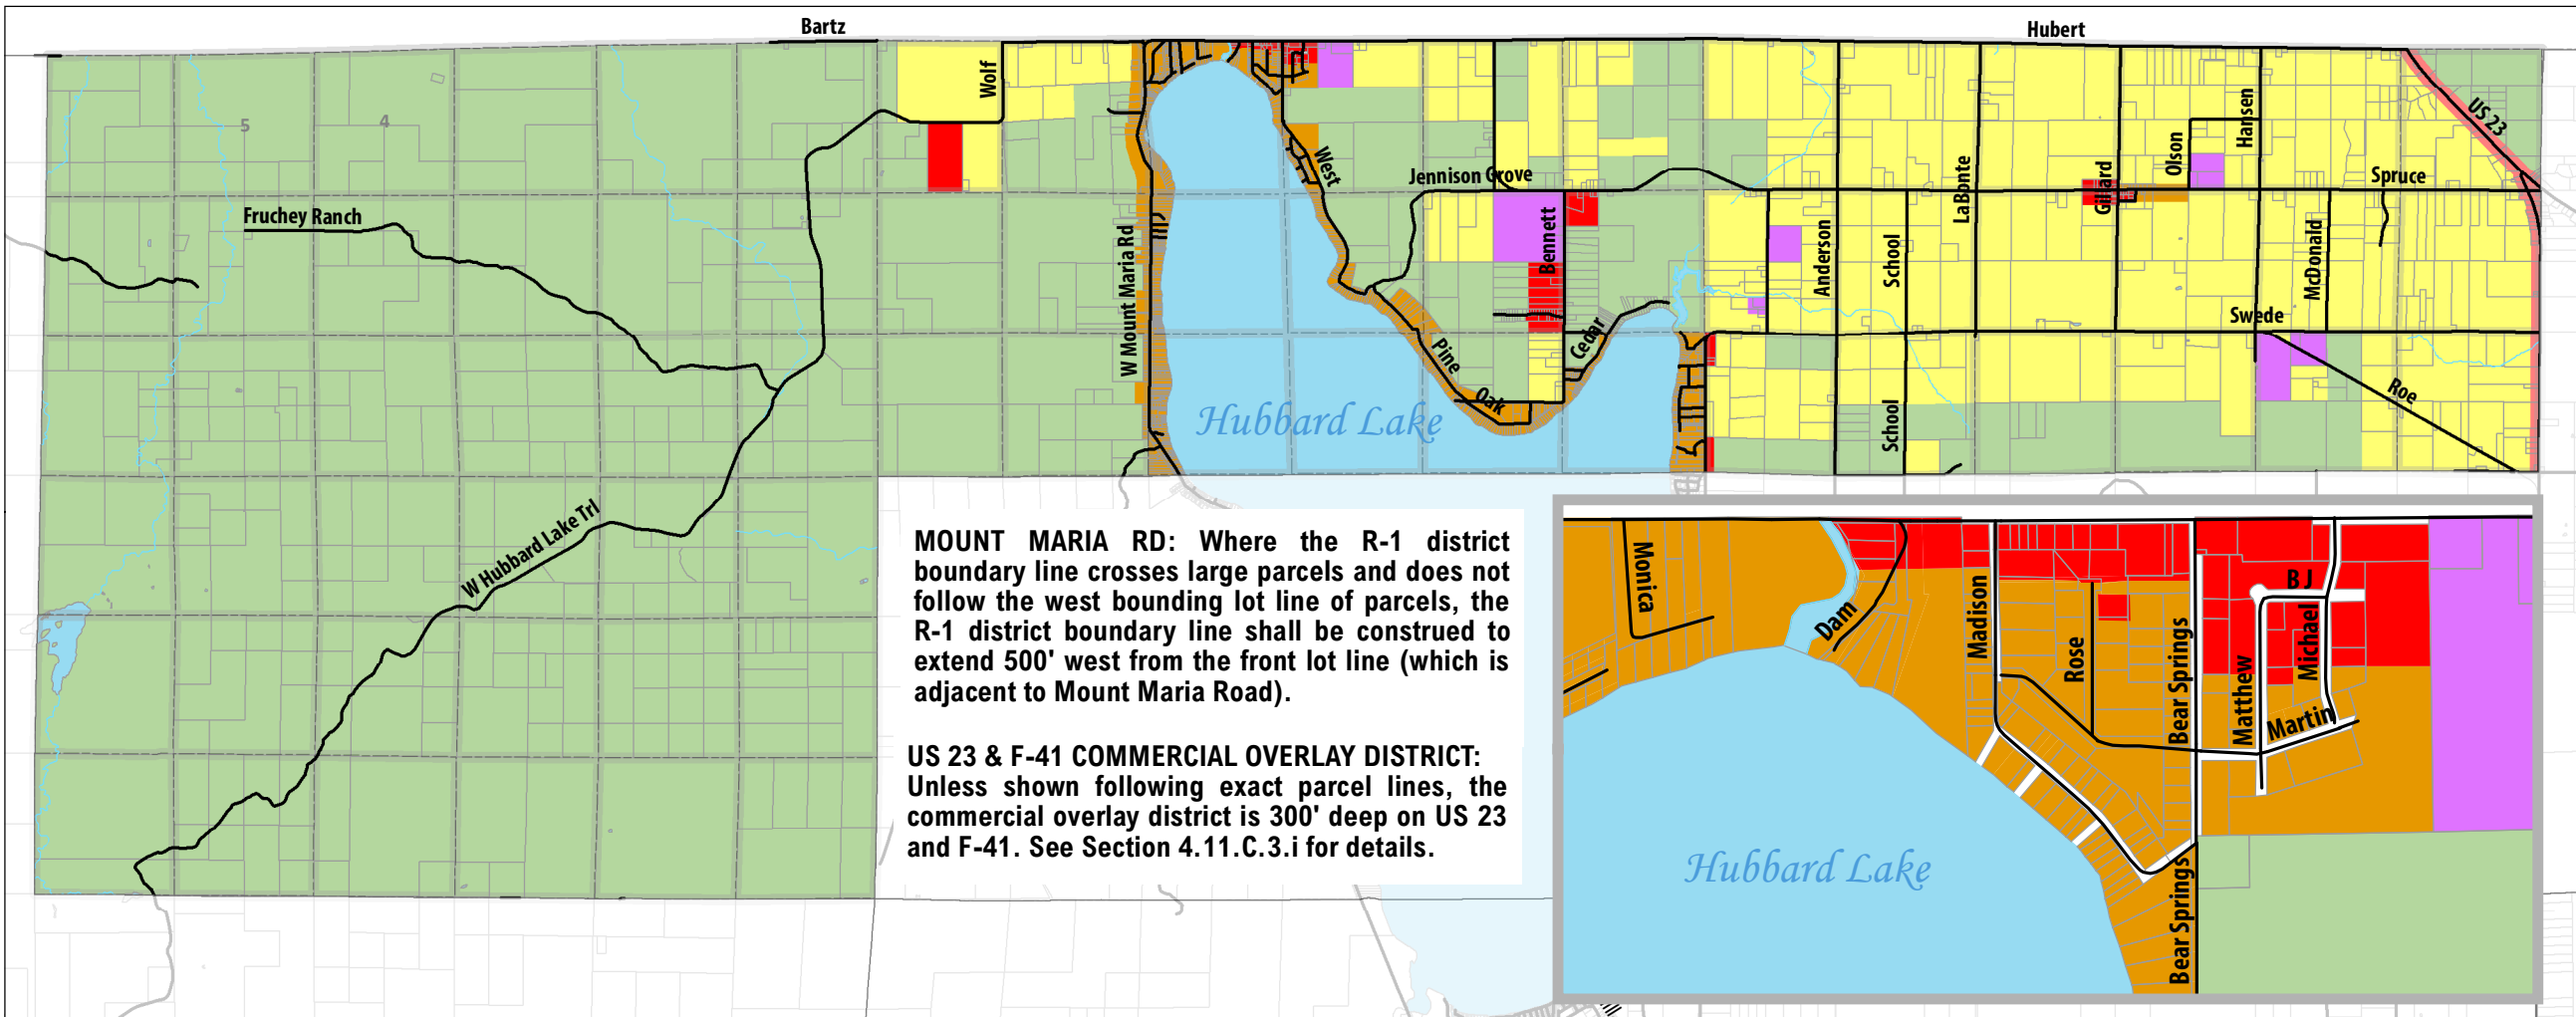 Bartz
Hubert
Wolf
5
4
US 23
Hansen
Olson
West
Jennison Grove
LaBonte
Gillard
Spruce
Fruchey Ranch
Bennett
W Mount Maria Rd
Anderson
School
McDonald
Swede
Cedar
Pine
Oak
Roe
Hubbard Lake
School
W Hubbard Lake Trl
MOUNT MARIA RD: Where the R-1 district
boundary line crosses large parcels and does not
follow the west bounding lot line of parcels, the
R-1 district boundary line shall be construed to
extend 500' west from the front lot line (which is
adjacent to Mount Maria Road).
US 23 & F-41 COMMERCIAL OVERLAY DISTRICT:
Unless shown following exact parcel lines, the
commercial overlay district is 300' deep on US 23
and F-41. See Section 4.11.C.3.i for details.
Monica
Dam
Madison
Rose
Bear Springs
B J
Matthew
Michael
Martin
Hubbard Lake
Bear Springs